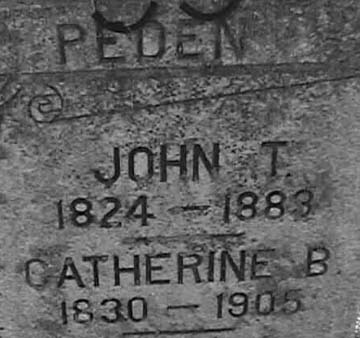 PEDEN
JOHN T.
1824 — 1883
CATHERINE B.
1830 — 1905